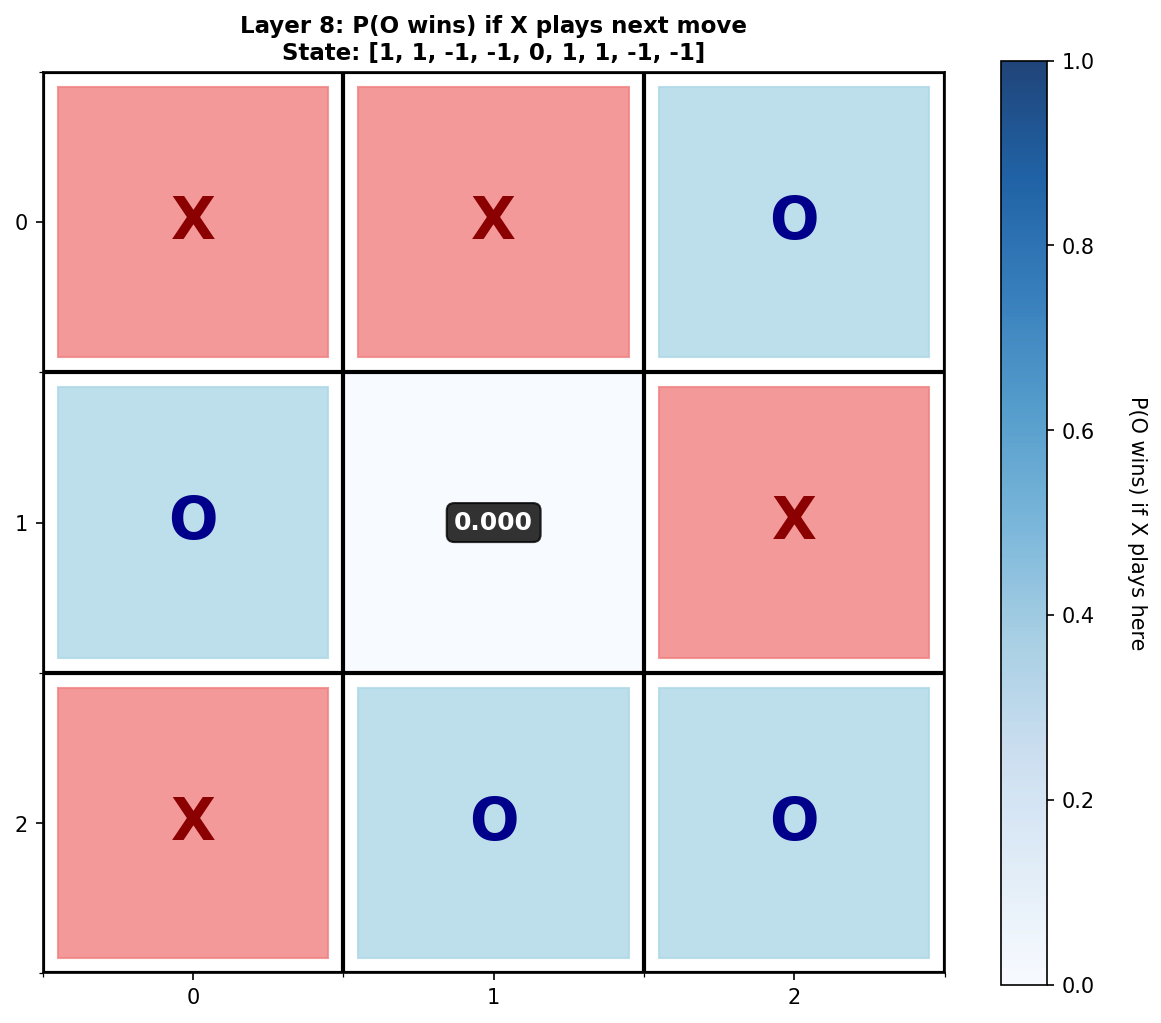 Layer 8: P(O wins) if X plays next move
State: [1, 1, -1, -1, 0, 1, 1, -1, -1]
X X O
O 0.000 X
X O O
0
1
2
0 1 2
1.0
0.8
0.6
0.4
0.2
0.0
P(O wins) if X plays here